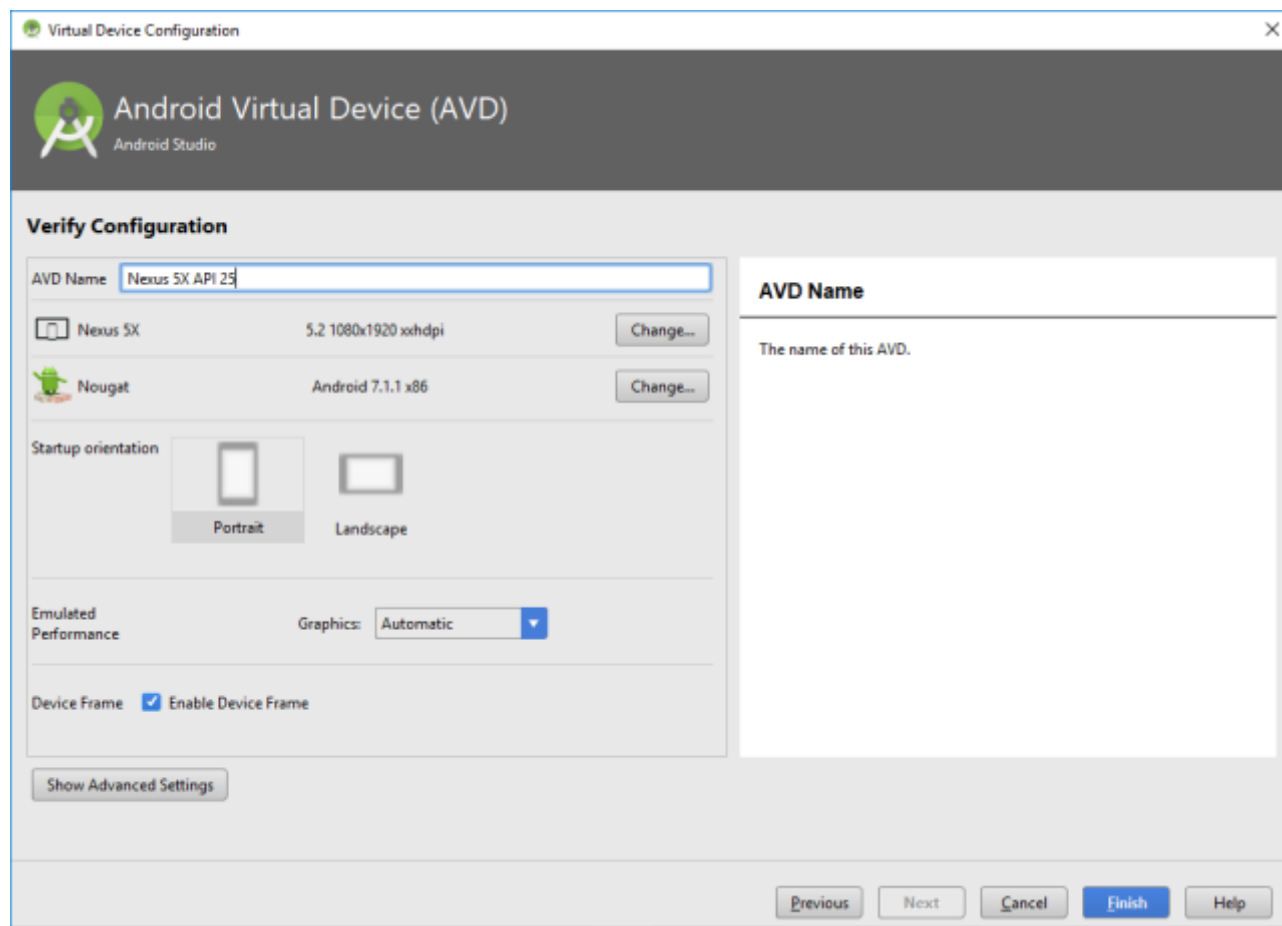 Virtual Device Configuration
Android Virtual Device (AVD)
Android Studio
Verify Configuration
AVD Name Nexus 5X API 25
Nexus 5X 5.2 1080x1920 xxhdpi Change...
Nougat Android 7.1.1 x86 Change...
Startup orientation
Portrait Landscape
Emulated
Performance
Graphics: Automatic
Device Frame Enable Device Frame
Show Advanced Settings
AVD Name
The name of this AVD.
Previous Next Cancel Finish Help